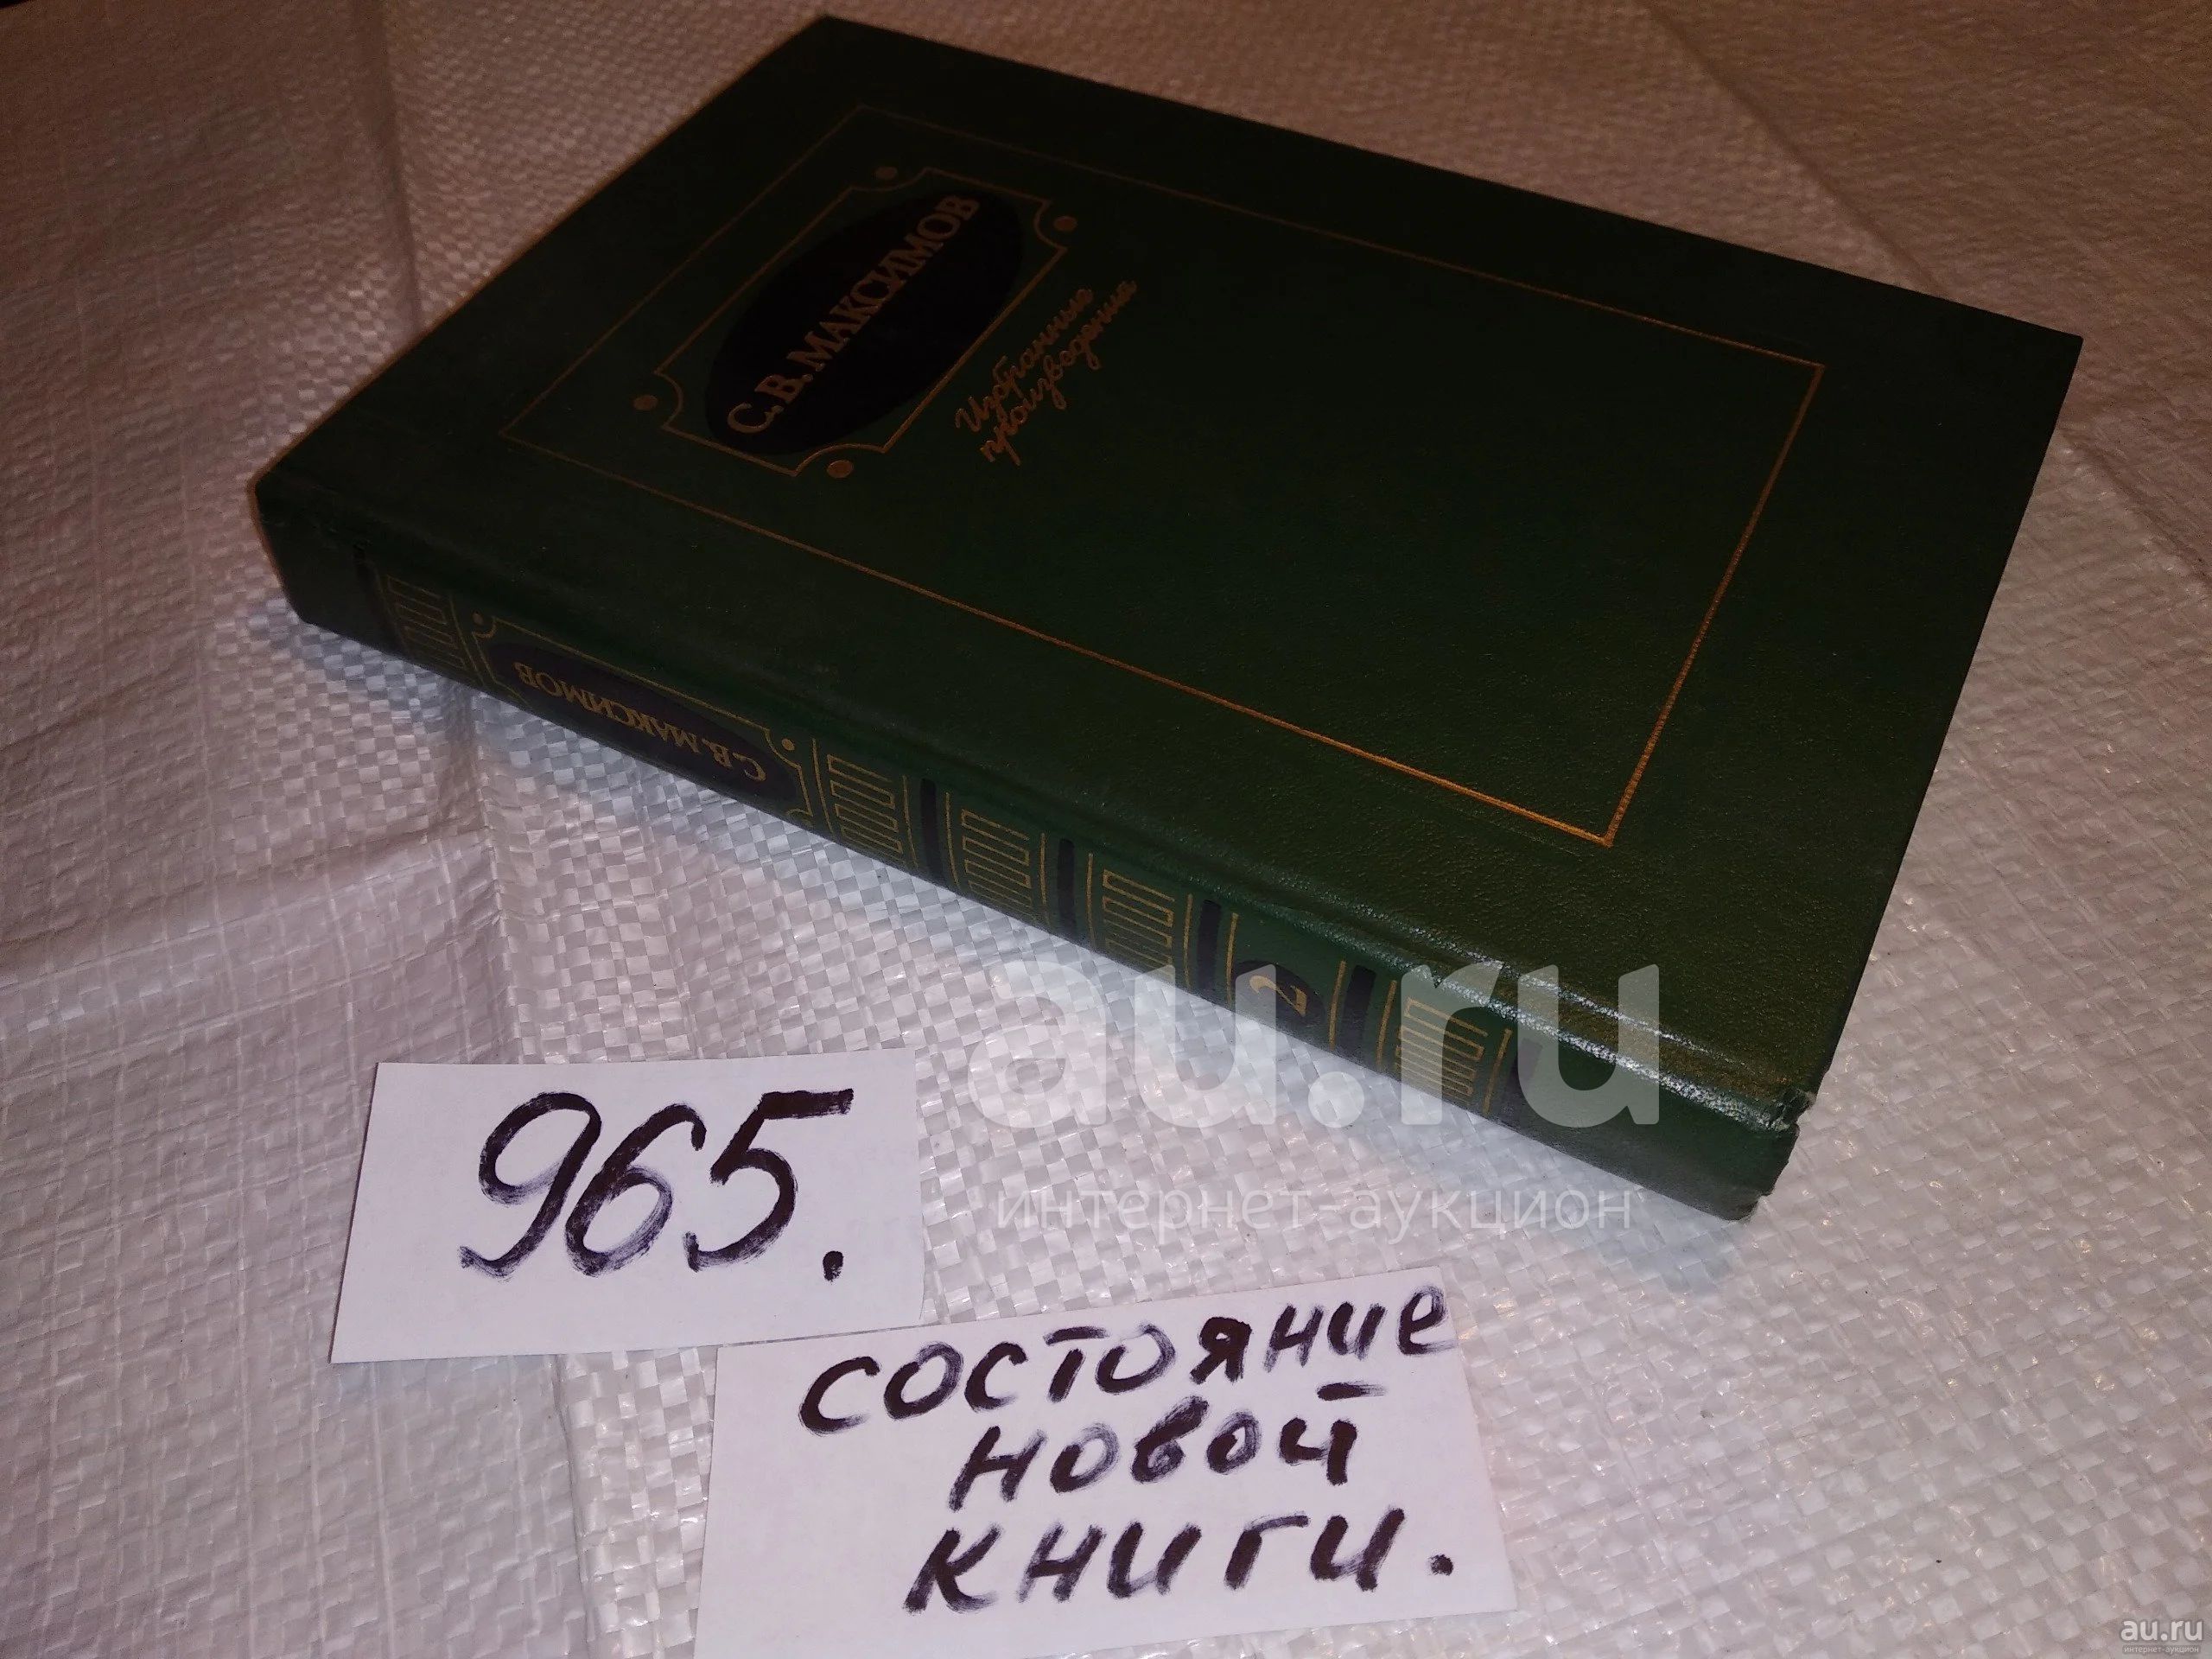 С. В. МАКСИМОВ
Избранные
произведения
С.В. МАКСИМОВ
2
au.ru
интернет-аукцион
965.
состояние
новой
книги.
au.ru
интернет-аукцион